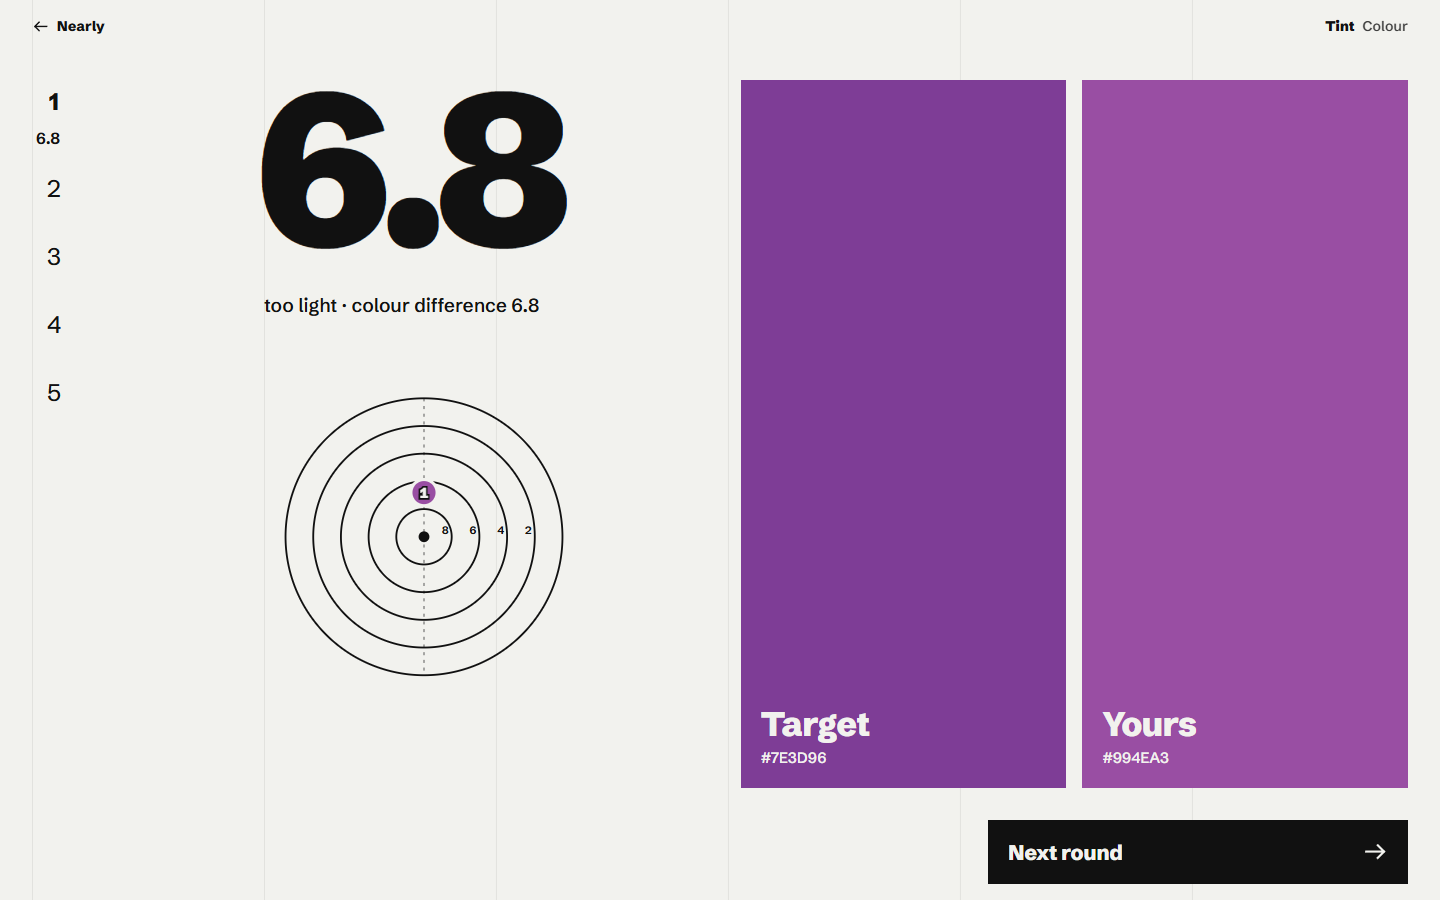 ← Nearly
Tint Colour
1
6.8
2
3
4
5
6.8
too light · colour difference 6.8
1
8 6 4 2
Target
#7E3D96
Yours
#994EA3
Next round →